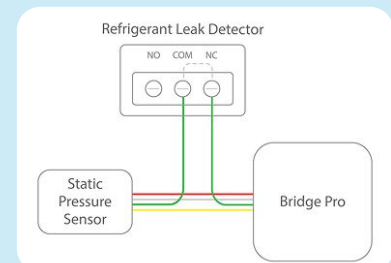 Refrigerant Leak Detector
NO COM NC
Static
Pressure
Sensor
Bridge Pro